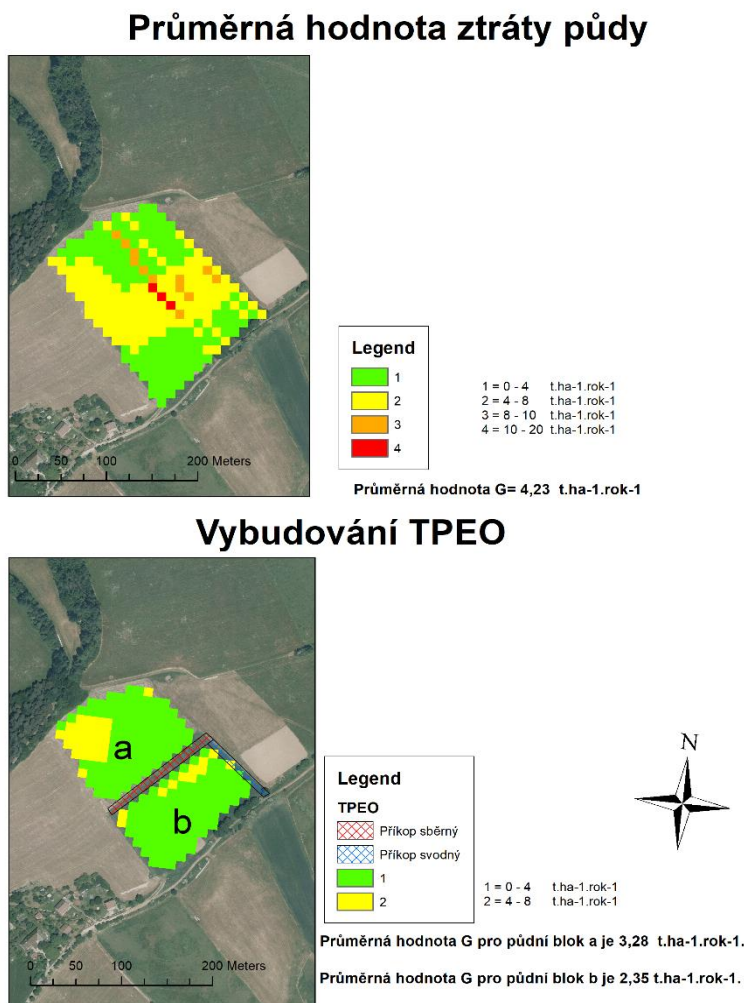 Průměrná hodnota ztráty půdy
Legend
1
2
3
4
1 = 0 - 4 t.ha-1.rok-1
2 = 4 - 8 t.ha-1.rok-1
3 = 8 - 10 t.ha-1.rok-1
4 = 10 - 20 t.ha-1.rok-1
0 50 100 200 Meters
Průměrná hodnota G= 4,23 t.ha-1.rok-1
Vybudování TPEO
a
b
N
Legend
TPEO
Příkop sběrný
Příkop svodný
1
2
1 = 0 - 4 t.ha-1.rok-1
2 = 4 - 8 t.ha-1.rok-1
Průměrná hodnota G pro půdní blok a je 3,28 t.ha-1.rok-1.
0 50 100 200 Meters
Průměrná hodnota G pro půdní blok b je 2,35 t.ha-1.rok-1.